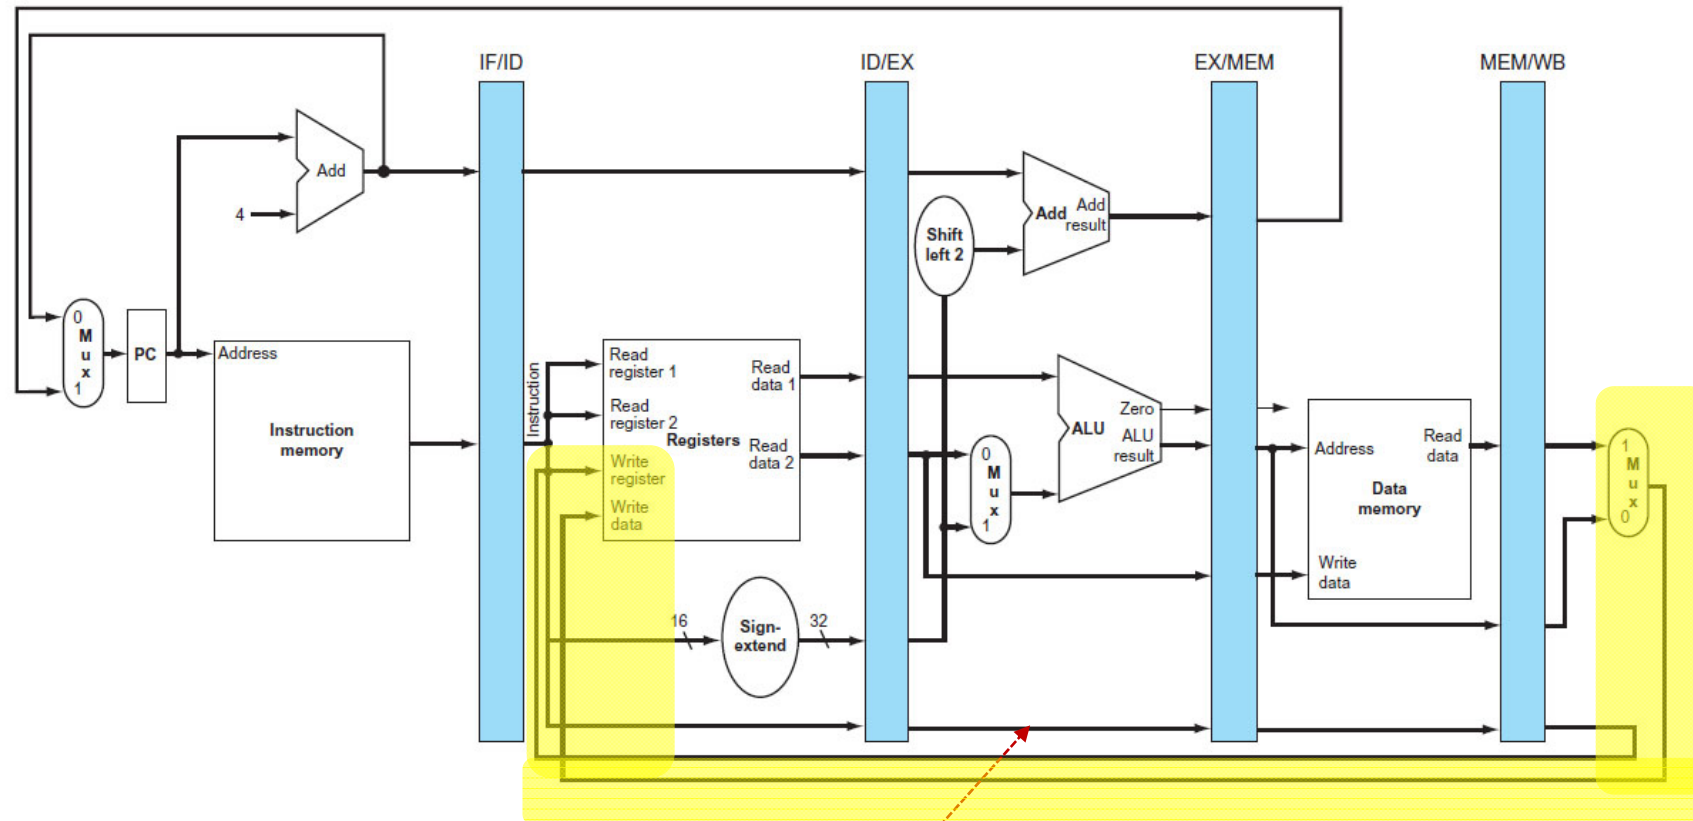 IF/ID
ID/EX
EX/MEM
MEM/WB
Add
4
Add
Add
result
Shift
left 2
0
M
u
x
1
PC
Address
Instruction
memory
Instruction
Read
register 1
Read
register 2
Write
register
Write
data
Registers
Read
data 1
Read
data 2
0
M
u
x
1
Zero
ALU
ALU
result
Address
Read
data
Data
memory
Write
data
1
M
u
x
0
16
Sign-
extend
32